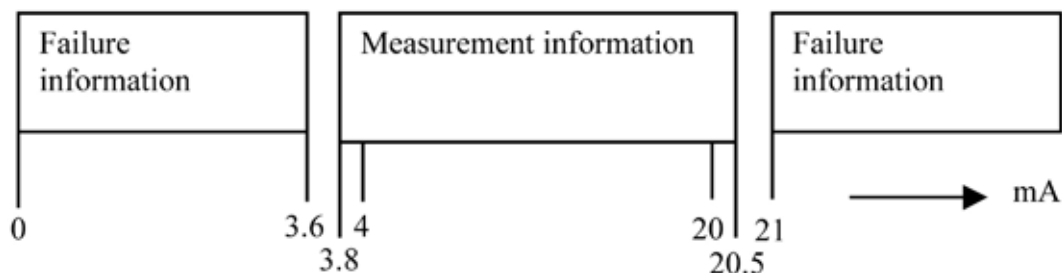 Failure
information
Measurement information
Failure
information
mA
0
3.6
4
20
21
3.8
20.5